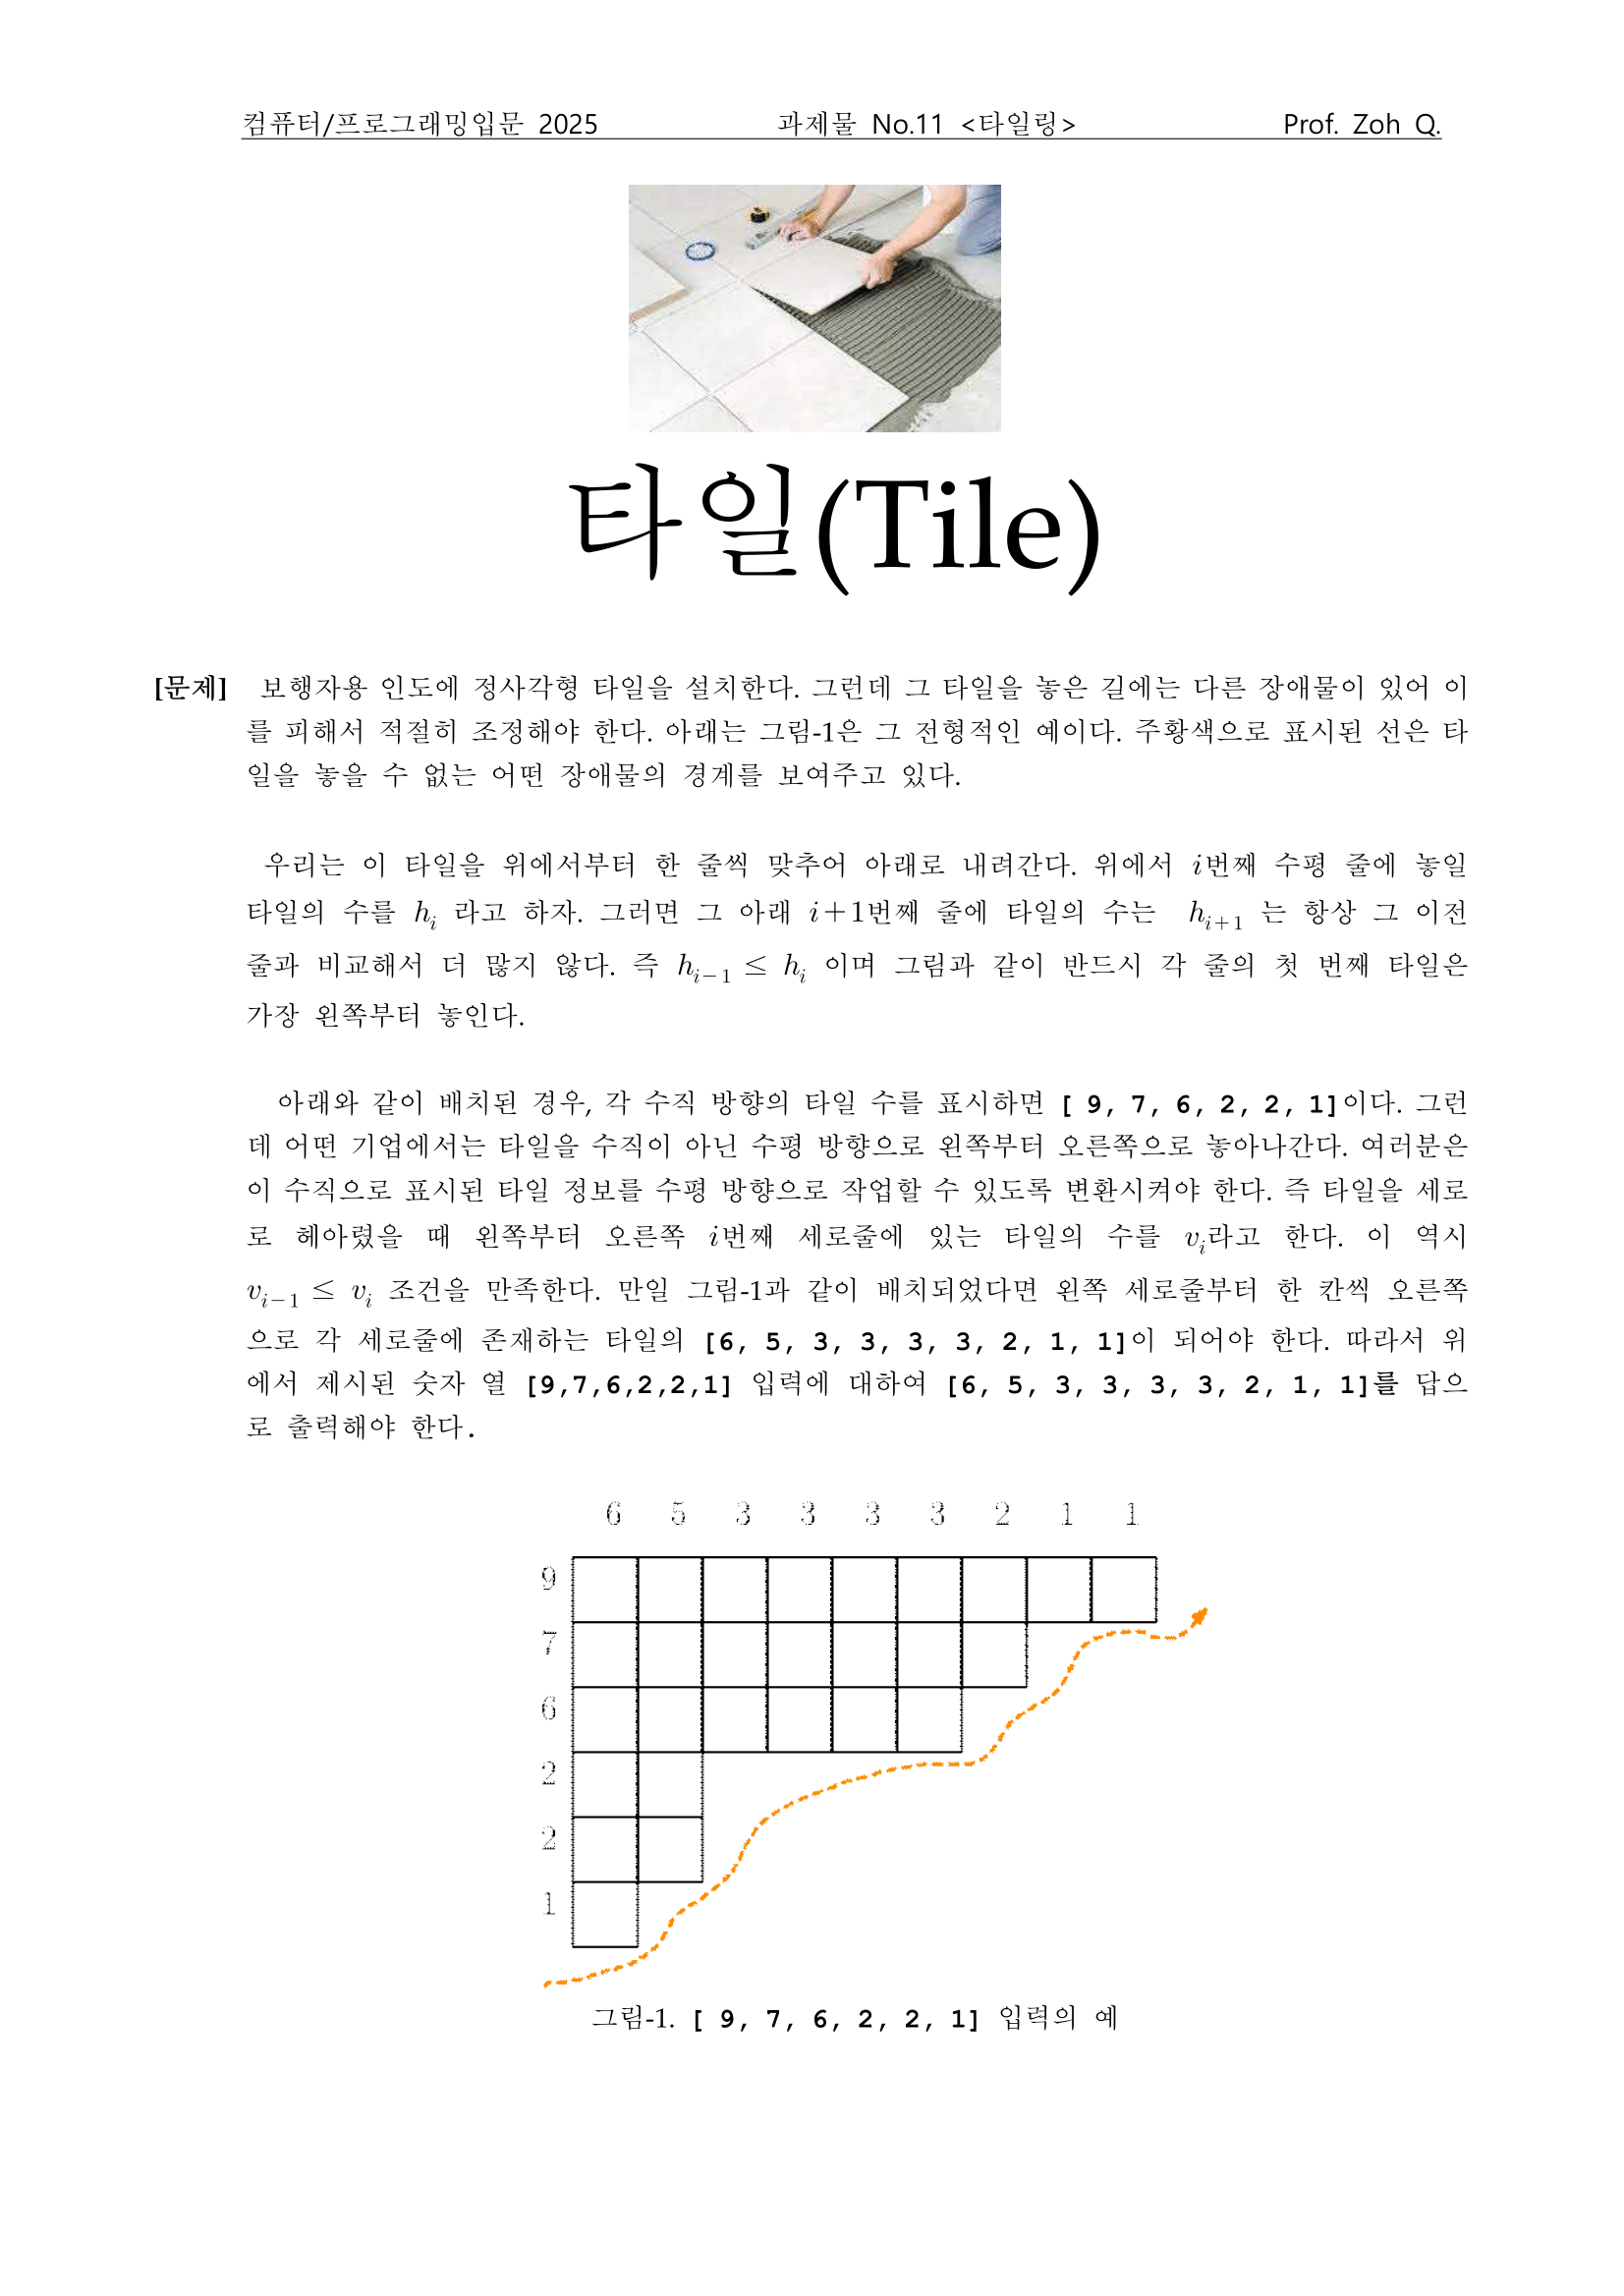 컴퓨터/프로그래밍입문 2025 과제물 No.11 <타일링> Prof. Zoh Q.
타일(Tile)
[문제] 보행자용 인도에 정사각형 타일을 설치한다. 그런데 그 타일을 놓은 길에는 다른 장애물이 있어 이
를 피해서 적절히 조정해야 한다. 아래는 그림-1은 그 전형적인 예이다. 주황색으로 표시된 선은 타
일을 놓을 수 없는 어떤 장애물의 경계를 보여주고 있다.
우리는 이 타일을 위에서부터 한 줄씩 맞추어 아래로 내려간다. 위에서 i번째 수평 줄에 놓일
타일의 수를 h_i 라고 하자. 그러면 그 아래 i+1번째 줄에 타일의 수는 h_{i+1} 는 항상 그 이전
줄과 비교해서 더 많지 않다. 즉 h_{i-1} ≤ h_i 이며 그림과 같이 반드시 각 줄의 첫 번째 타일은
가장 왼쪽부터 놓인다.
아래와 같이 배치된 경우, 각 수직 방향의 타일 수를 표시하면 [ 9, 7, 6, 2, 2, 1]이다. 그런
데 어떤 기업에서는 타일을 수직이 아닌 수평 방향으로 왼쪽부터 오른쪽으로 놓아나간다. 여러분은
이 수직으로 표시된 타일 정보를 수평 방향으로 작업할 수 있도록 변환시켜야 한다. 즉 타일을 세로
로 헤아렸을 때 왼쪽부터 오른쪽 i번째 세로줄에 있는 타일의 수를 v_i라고 한다. 이 역시
v_{i-1} ≤ v_i 조건을 만족한다. 만일 그림-1과 같이 배치되었다면 왼쪽 세로줄부터 한 칸씩 오른쪽
으로 각 세로줄에 존재하는 타일의 [6, 5, 3, 3, 3, 3, 2, 1, 1]이 되어야 한다. 따라서 위
에서 제시된 숫자 열 [9,7,6,2,2,1] 입력에 대하여 [6, 5, 3, 3, 3, 3, 2, 1, 1]를 답으
로 출력해야 한다.
6 5 3 3 3 3 2 1 1
9
7
6
2
2
1
그림-1. [ 9, 7, 6, 2, 2, 1] 입력의 예